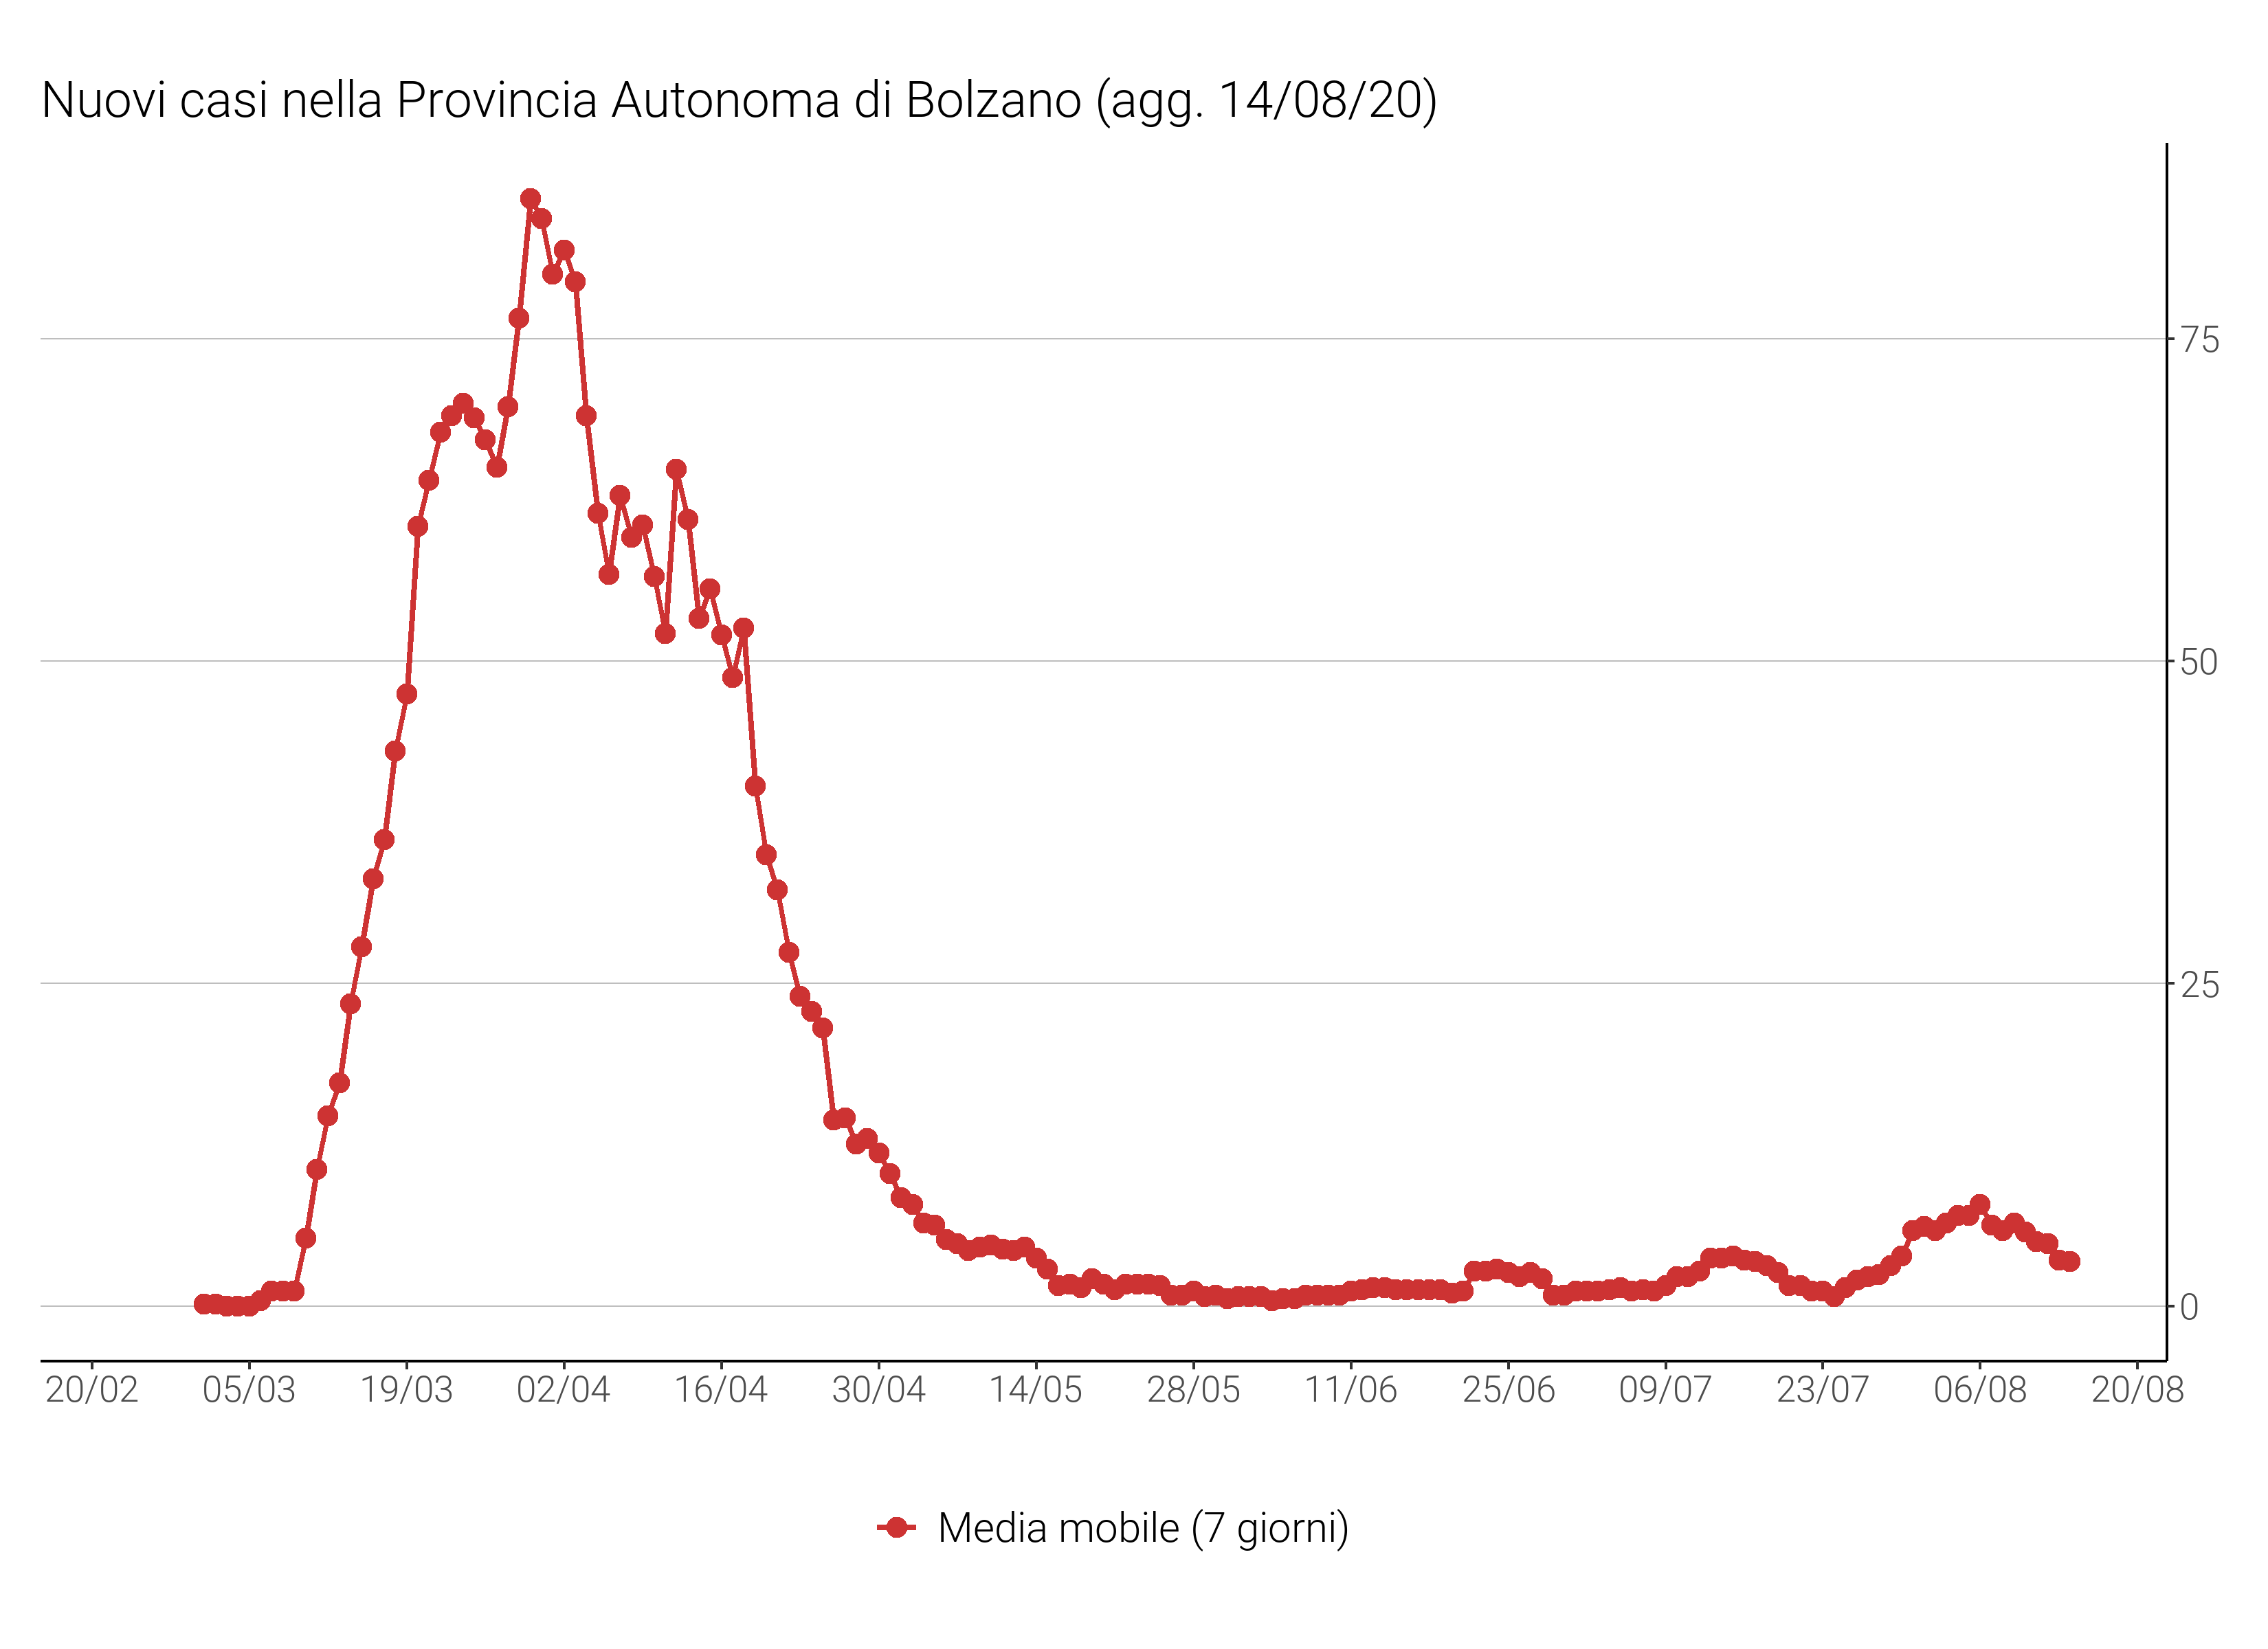 Nuovi casi nella Provincia Autonoma di Bolzano (agg. 14/08/20)
75
50
25
0
20/02 05/03 19/03 02/04 16/04 30/04 14/05 28/05 11/06 25/06 09/07 23/07 06/08 20/08
Media mobile (7 giorni)